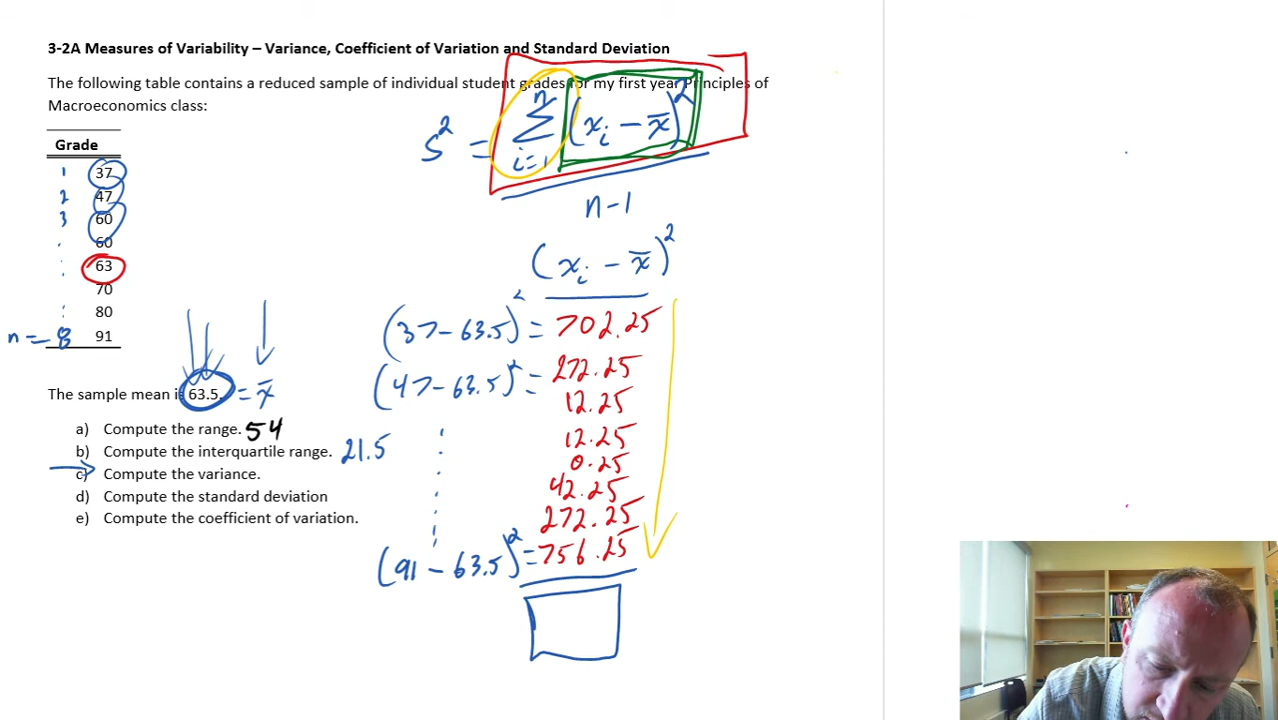 3-2A Measures of Variability – Variance, Coefficient of Variation and Standard Deviation
The following table contains a reduced sample of individual student grades for my first year Principles of
Macroeconomics class:
s² = Σ i=1 n (xᵢ – x̄)²
n-1
Grade
1 37
2 47
3 60
. 60
: 63
70
: 80
n = 8 91
(xᵢ – x̄)²
(37-63.5)² = 702.25
(47-63.5)² = 272.25
12.25
12.25
0.25
42.25
272.25
(91-63.5)² = 756.25
The sample mean is 63.5. = x̄
a) Compute the range. 54
b) Compute the interquartile range. 21.5
c) Compute the variance.
d) Compute the standard deviation
e) Compute the coefficient of variation.